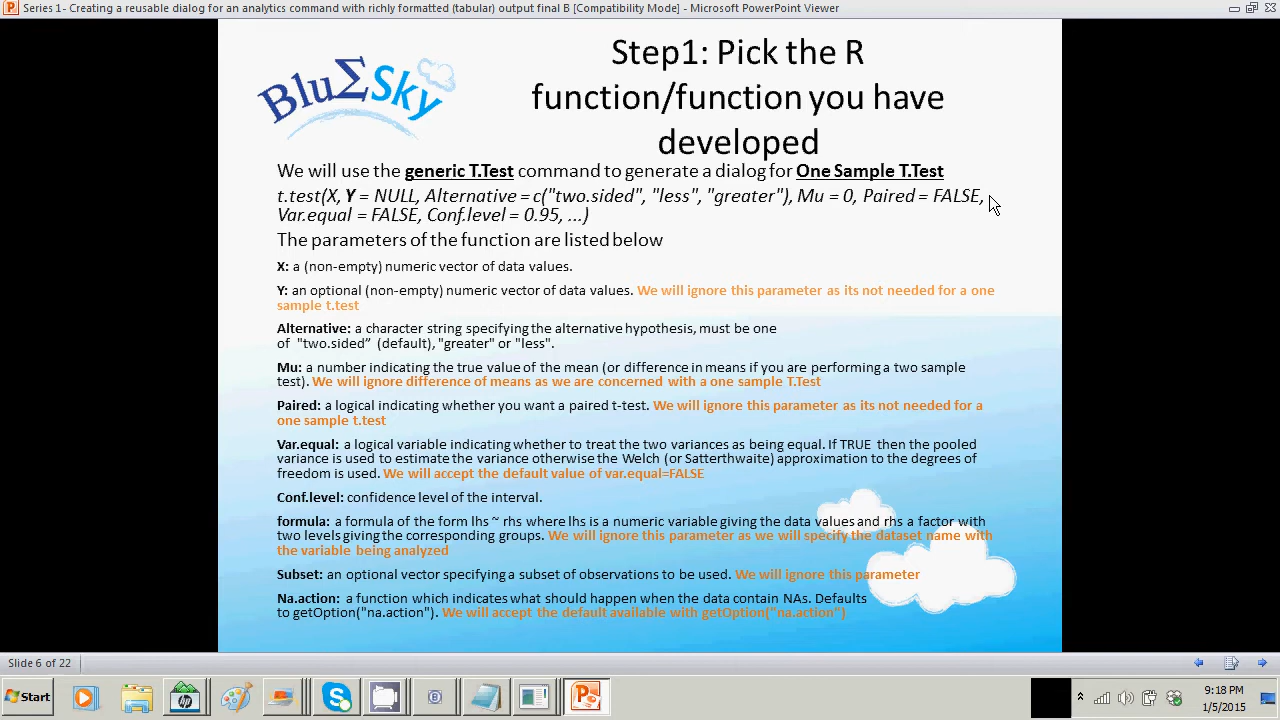 Series 1- Creating a reusable dialog for an analytics command with richly formatted (tabular) output final B [Compatibility Mode] - Microsoft PowerPoint Viewer
BluΣSky
Step1: Pick the R
function/function you have
developed
We will use the generic T.Test command to generate a dialog for One Sample T.Test
t.test(X, Y = NULL, Alternative = c("two.sided", "less", "greater"), Mu = 0, Paired = FALSE,
Var.equal = FALSE, Conf.level = 0.95, ...)
The parameters of the function are listed below
X: a (non-empty) numeric vector of data values.
Y: an optional (non-empty) numeric vector of data values. We will ignore this parameter as its not needed for a one
sample t.test
Alternative: a character string specifying the alternative hypothesis, must be one
of "two.sided” (default), "greater" or "less".
Mu: a number indicating the true value of the mean (or difference in means if you are performing a two sample
test). We will ignore difference of means as we are concerned with a one sample T.Test
Paired: a logical indicating whether you want a paired t-test. We will ignore this parameter as its not needed for a
one sample t.test
Var.equal: a logical variable indicating whether to treat the two variances as being equal. If TRUE then the pooled
variance is used to estimate the variance otherwise the Welch (or Satterthwaite) approximation to the degrees of
freedom is used. We will accept the default value of var.equal=FALSE
Conf.level: confidence level of the interval.
formula: a formula of the form lhs ~ rhs where lhs is a numeric variable giving the data values and rhs a factor with
two levels giving the corresponding groups. We will ignore this parameter as we will specify the dataset name with
the variable being analyzed
Subset: an optional vector specifying a subset of observations to be used. We will ignore this parameter
Na.action: a function which indicates what should happen when the data contain NAs. Defaults
to getOption("na.action"). We will accept the default available with getOption("na.action")
Slide 6 of 22
Start
9:18 PM
1/5/2015